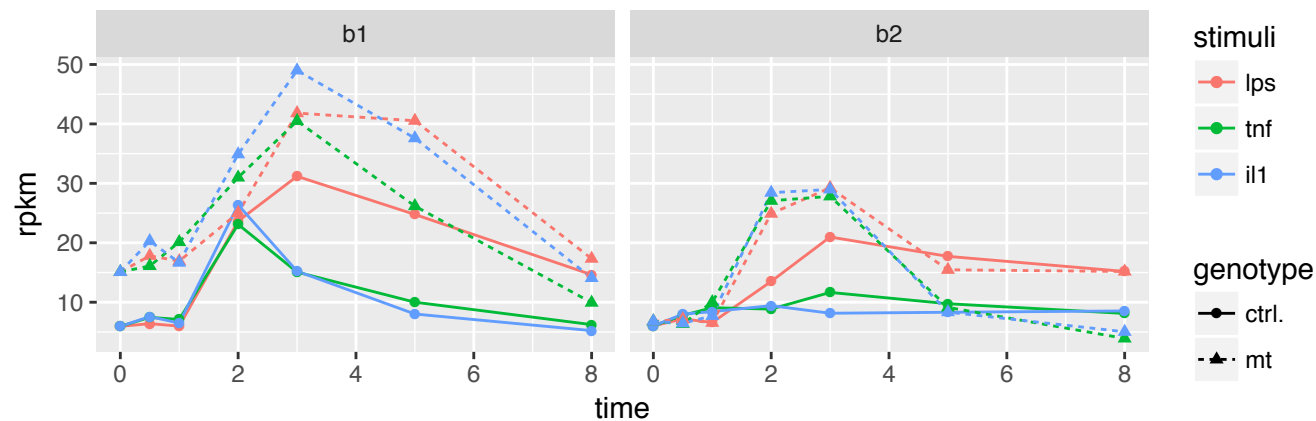 b1 b2
50
40
30
20
10
rpkm
0 2 4 6 8 0 2 4 6 8
time
stimuli
lps
tnf
il1
genotype
ctrl.
mt